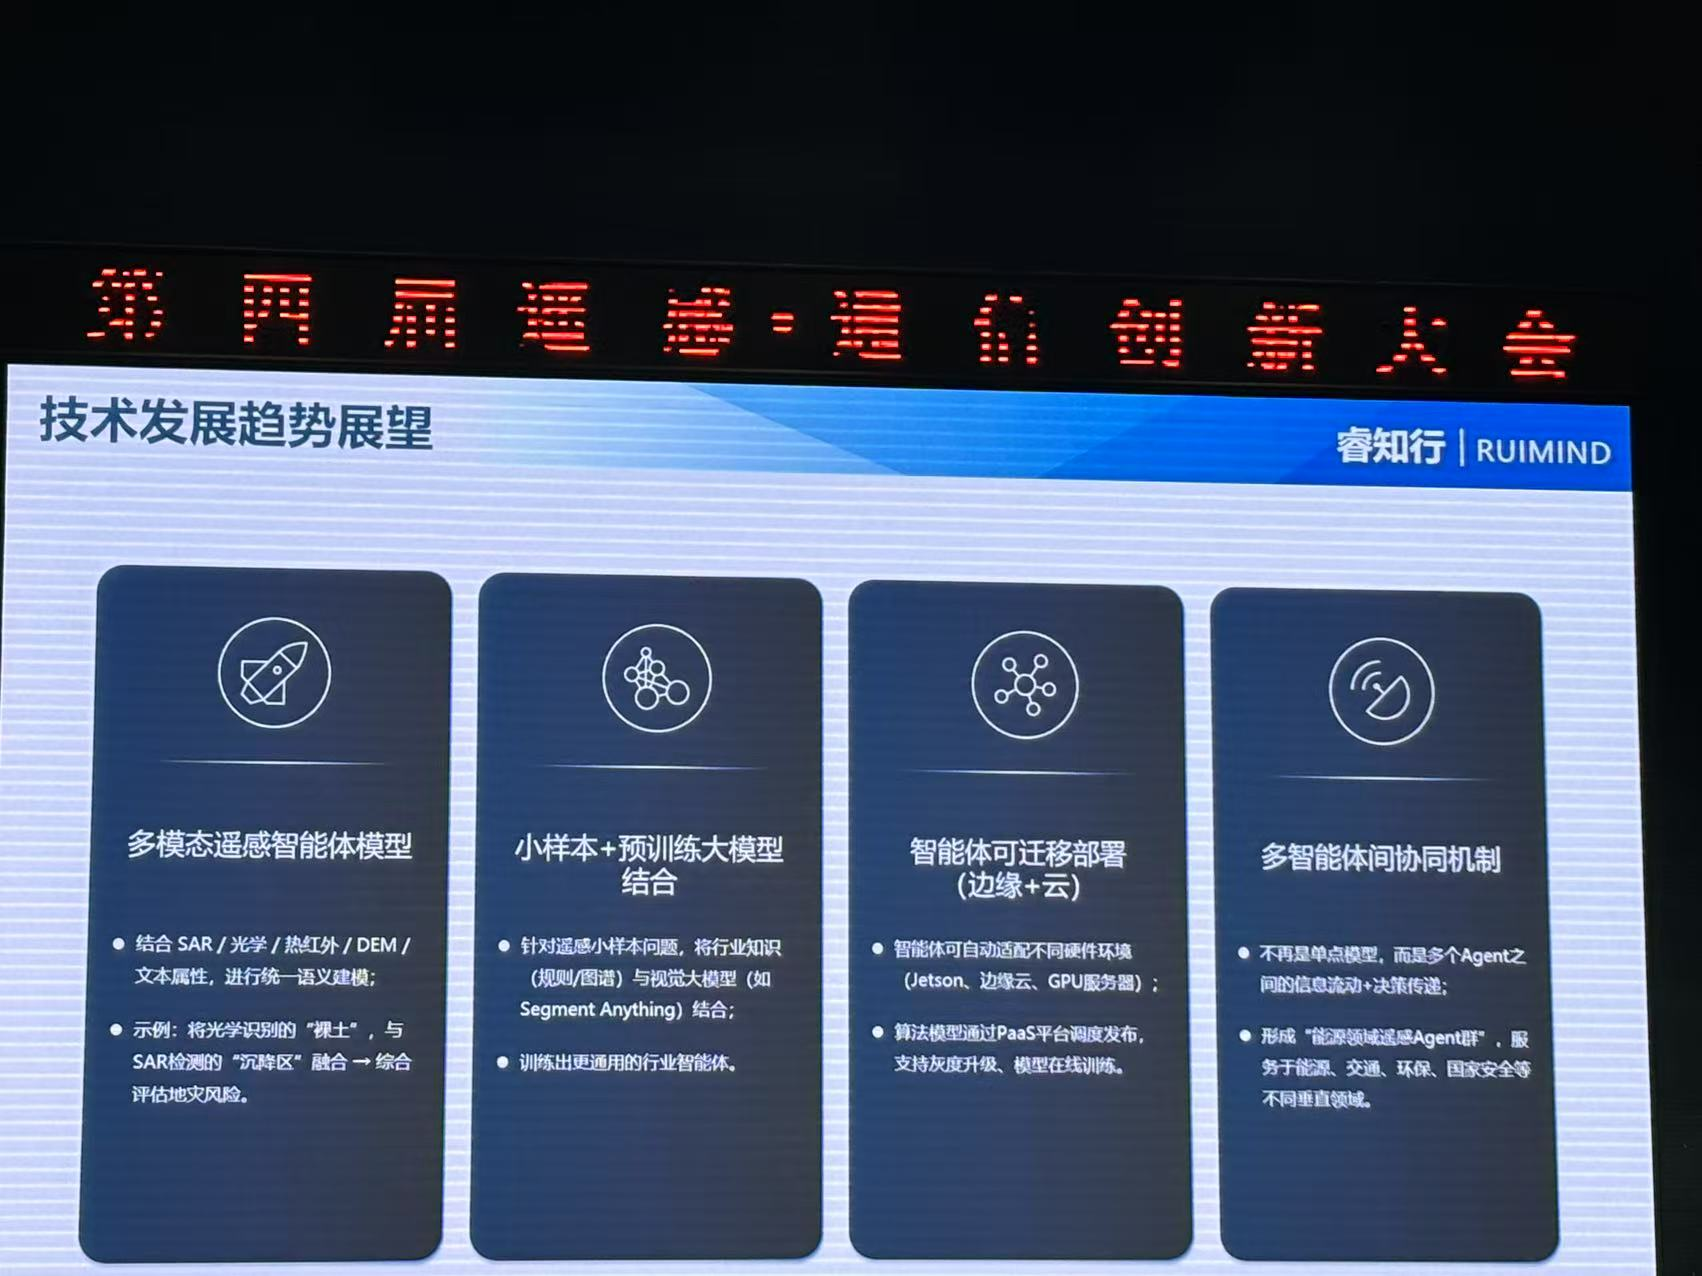 第四届遥感·通信创新大会
技术发展趋势展望
睿知行 | RUIMIND
多模态遥感智能体模型
● 结合 SAR / 光学 / 热红外 / DEM /
文本属性，进行统一语义建模；
● 示例：将光学识别的“裸土”，与
SAR检测的“沉降区”融合 → 综合
评估地灾风险。
小样本+预训练大模型
结合
● 针对遥感小样本问题，将行业知识
（规则/图谱）与视觉大模型（如
Segment Anything）结合；
● 训练出更通用的行业智能体。
智能体可迁移部署
(边缘+云)
● 智能体可自动适配不同硬件环境
（Jetson、边缘云、GPU服务器）；
● 算法模型通过PaaS平台调度发布，
支持灰度升级、模型在线训练。
多智能体间协同机制
● 不再是单点模型，而是多个Agent之
间的信息流动+决策传递；
● 形成“能源领域遥感Agent群”，服
务于能源、交通、环保、国家安全等
不同垂直领域。